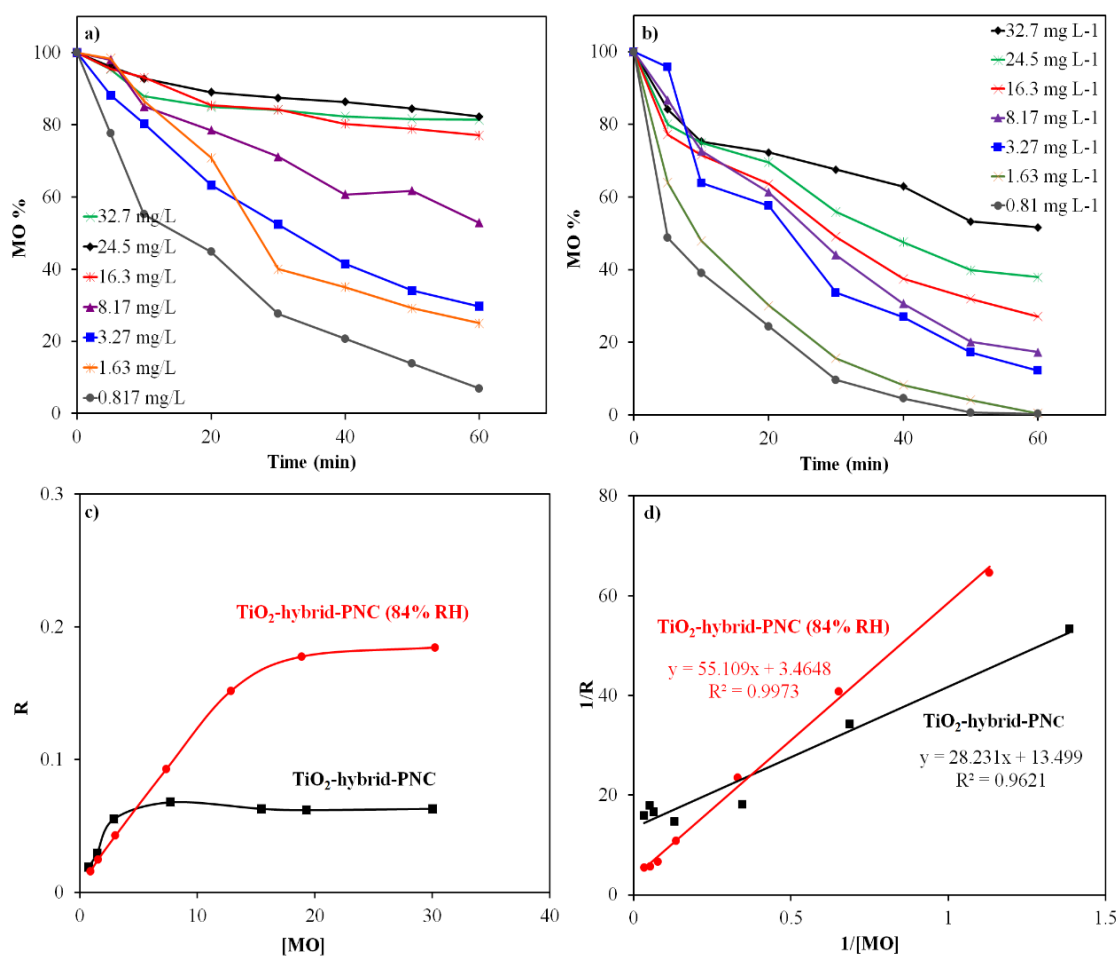 a)
100
80
60
40
20
0
MO %
32.7 mg/L
24.5 mg/L
16.3 mg/L
8.17 mg/L
3.27 mg/L
1.63 mg/L
0.817 mg/L
0 20 40 60
Time (min)
b)
100
80
60
40
20
0
MO %
32.7 mg L-1
24.5 mg L-1
16.3 mg L-1
8.17 mg L-1
3.27 mg L-1
1.63 mg L-1
0.81 mg L-1
0 20 40 60
Time (min)
c)
0.3
0.2
0.1
0
R
TiO₂-hybrid-PNC (84% RH)
TiO₂-hybrid-PNC
0 10 20 30 40
[MO]
d)
80
60
40
20
0
1/R
TiO₂-hybrid-PNC (84% RH)
y = 55.109x + 3.4648
R² = 0.9973
TiO₂-hybrid-PNC
y = 28.231x + 13.499
R² = 0.9621
0 0.5 1 1.5
1/[MO]